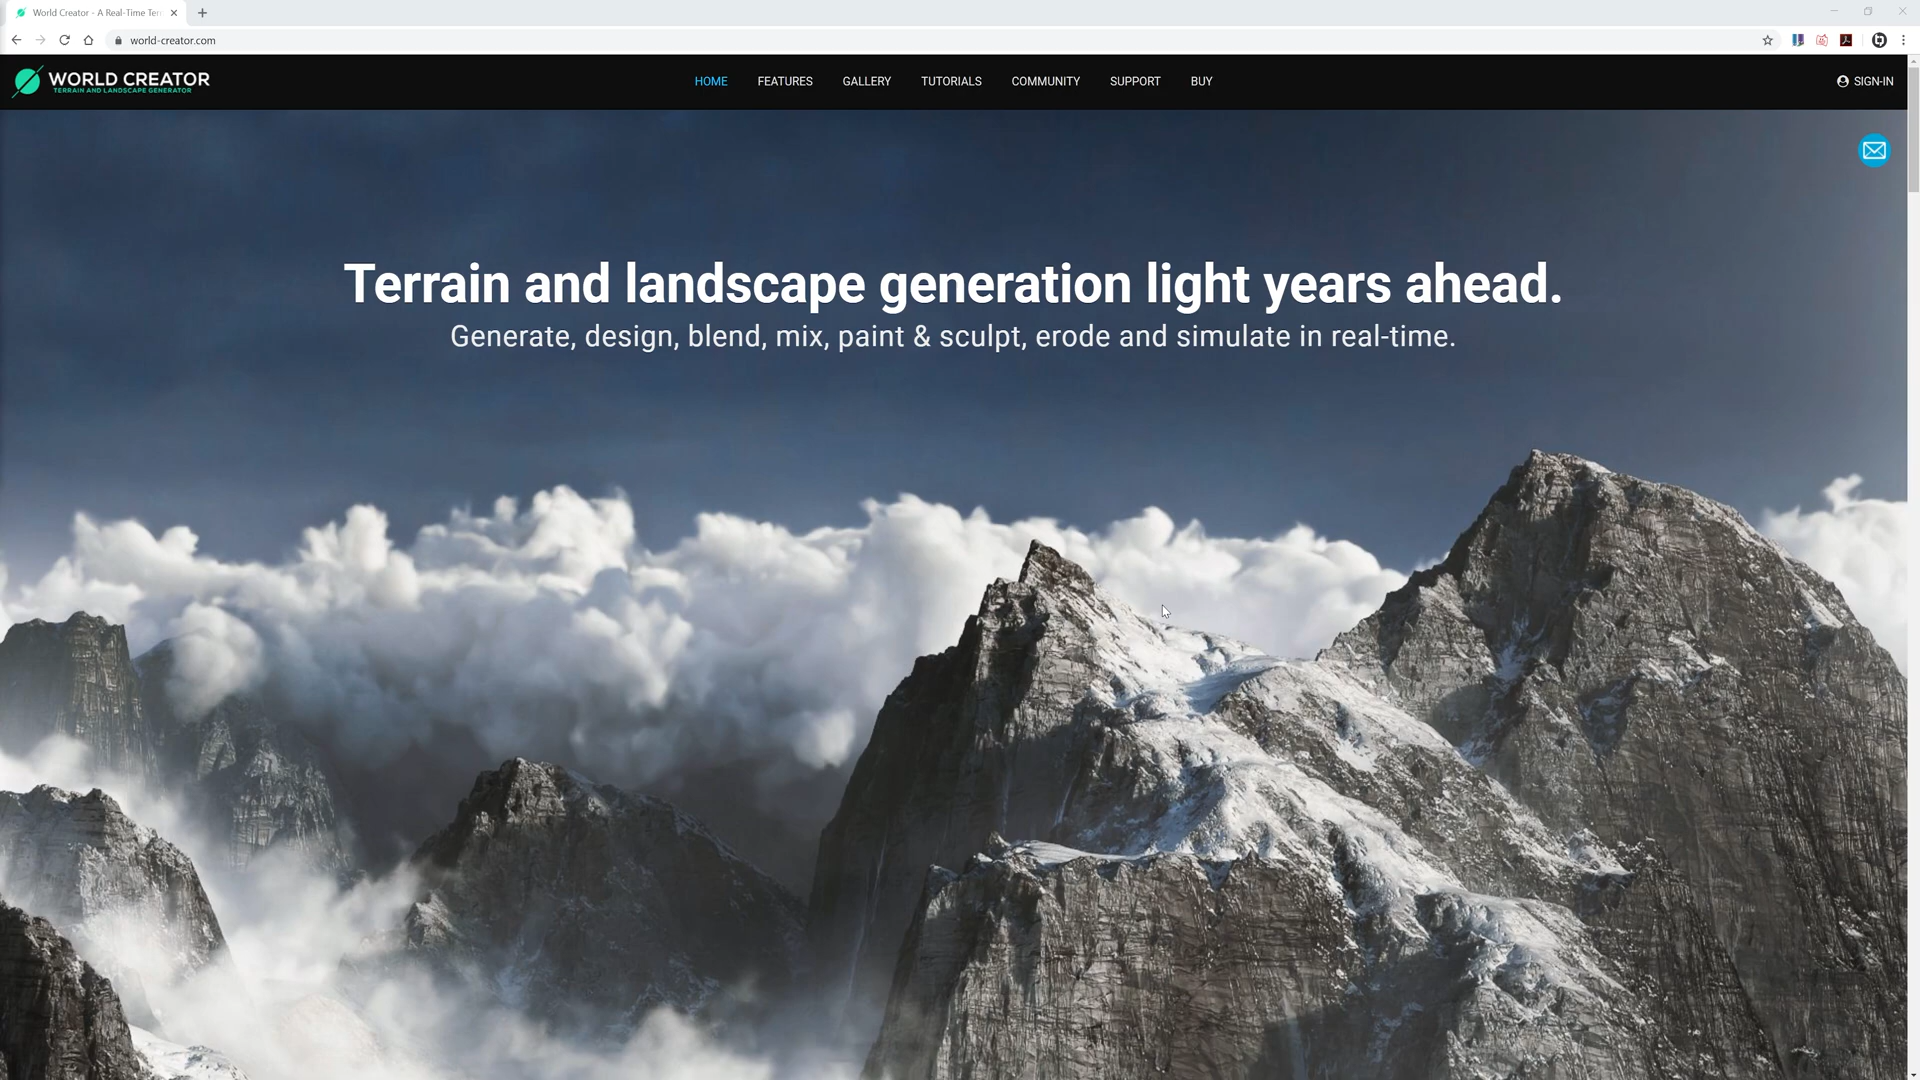 World Creator - A Real-Time Ter
world-creator.com
WORLD CREATOR
TERRAIN AND LANDSCAPE GENERATOR
HOME FEATURES GALLERY TUTORIALS COMMUNITY SUPPORT BUY
SIGN-IN
Terrain and landscape generation light years ahead.
Generate, design, blend, mix, paint & sculpt, erode and simulate in real-time.